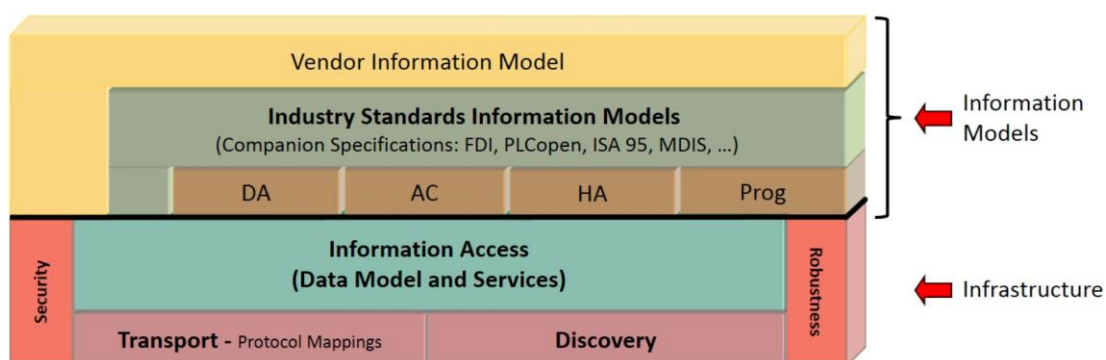 Vendor Information Model
Industry Standards Information Models
(Companion Specifications: FDI, PLCopen, ISA 95, MDIS, ...)
DA
AC
HA
Prog
Information
Models
Security
Information Access
(Data Model and Services)
Robustness
Infrastructure
Transport - Protocol Mappings
Discovery